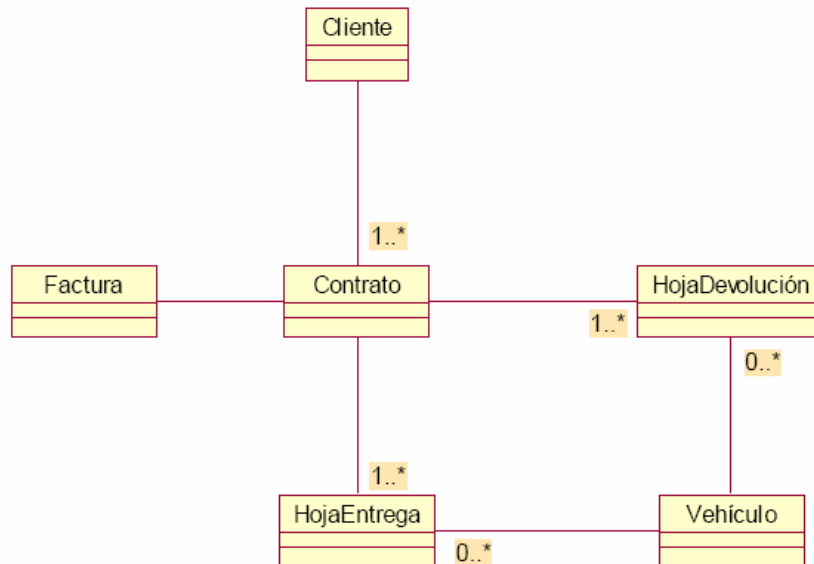 Cliente
1..*
Factura
Contrato
HojaDevolución
1..*
0..*
1..*
HojaEntrega
Vehículo
0..*